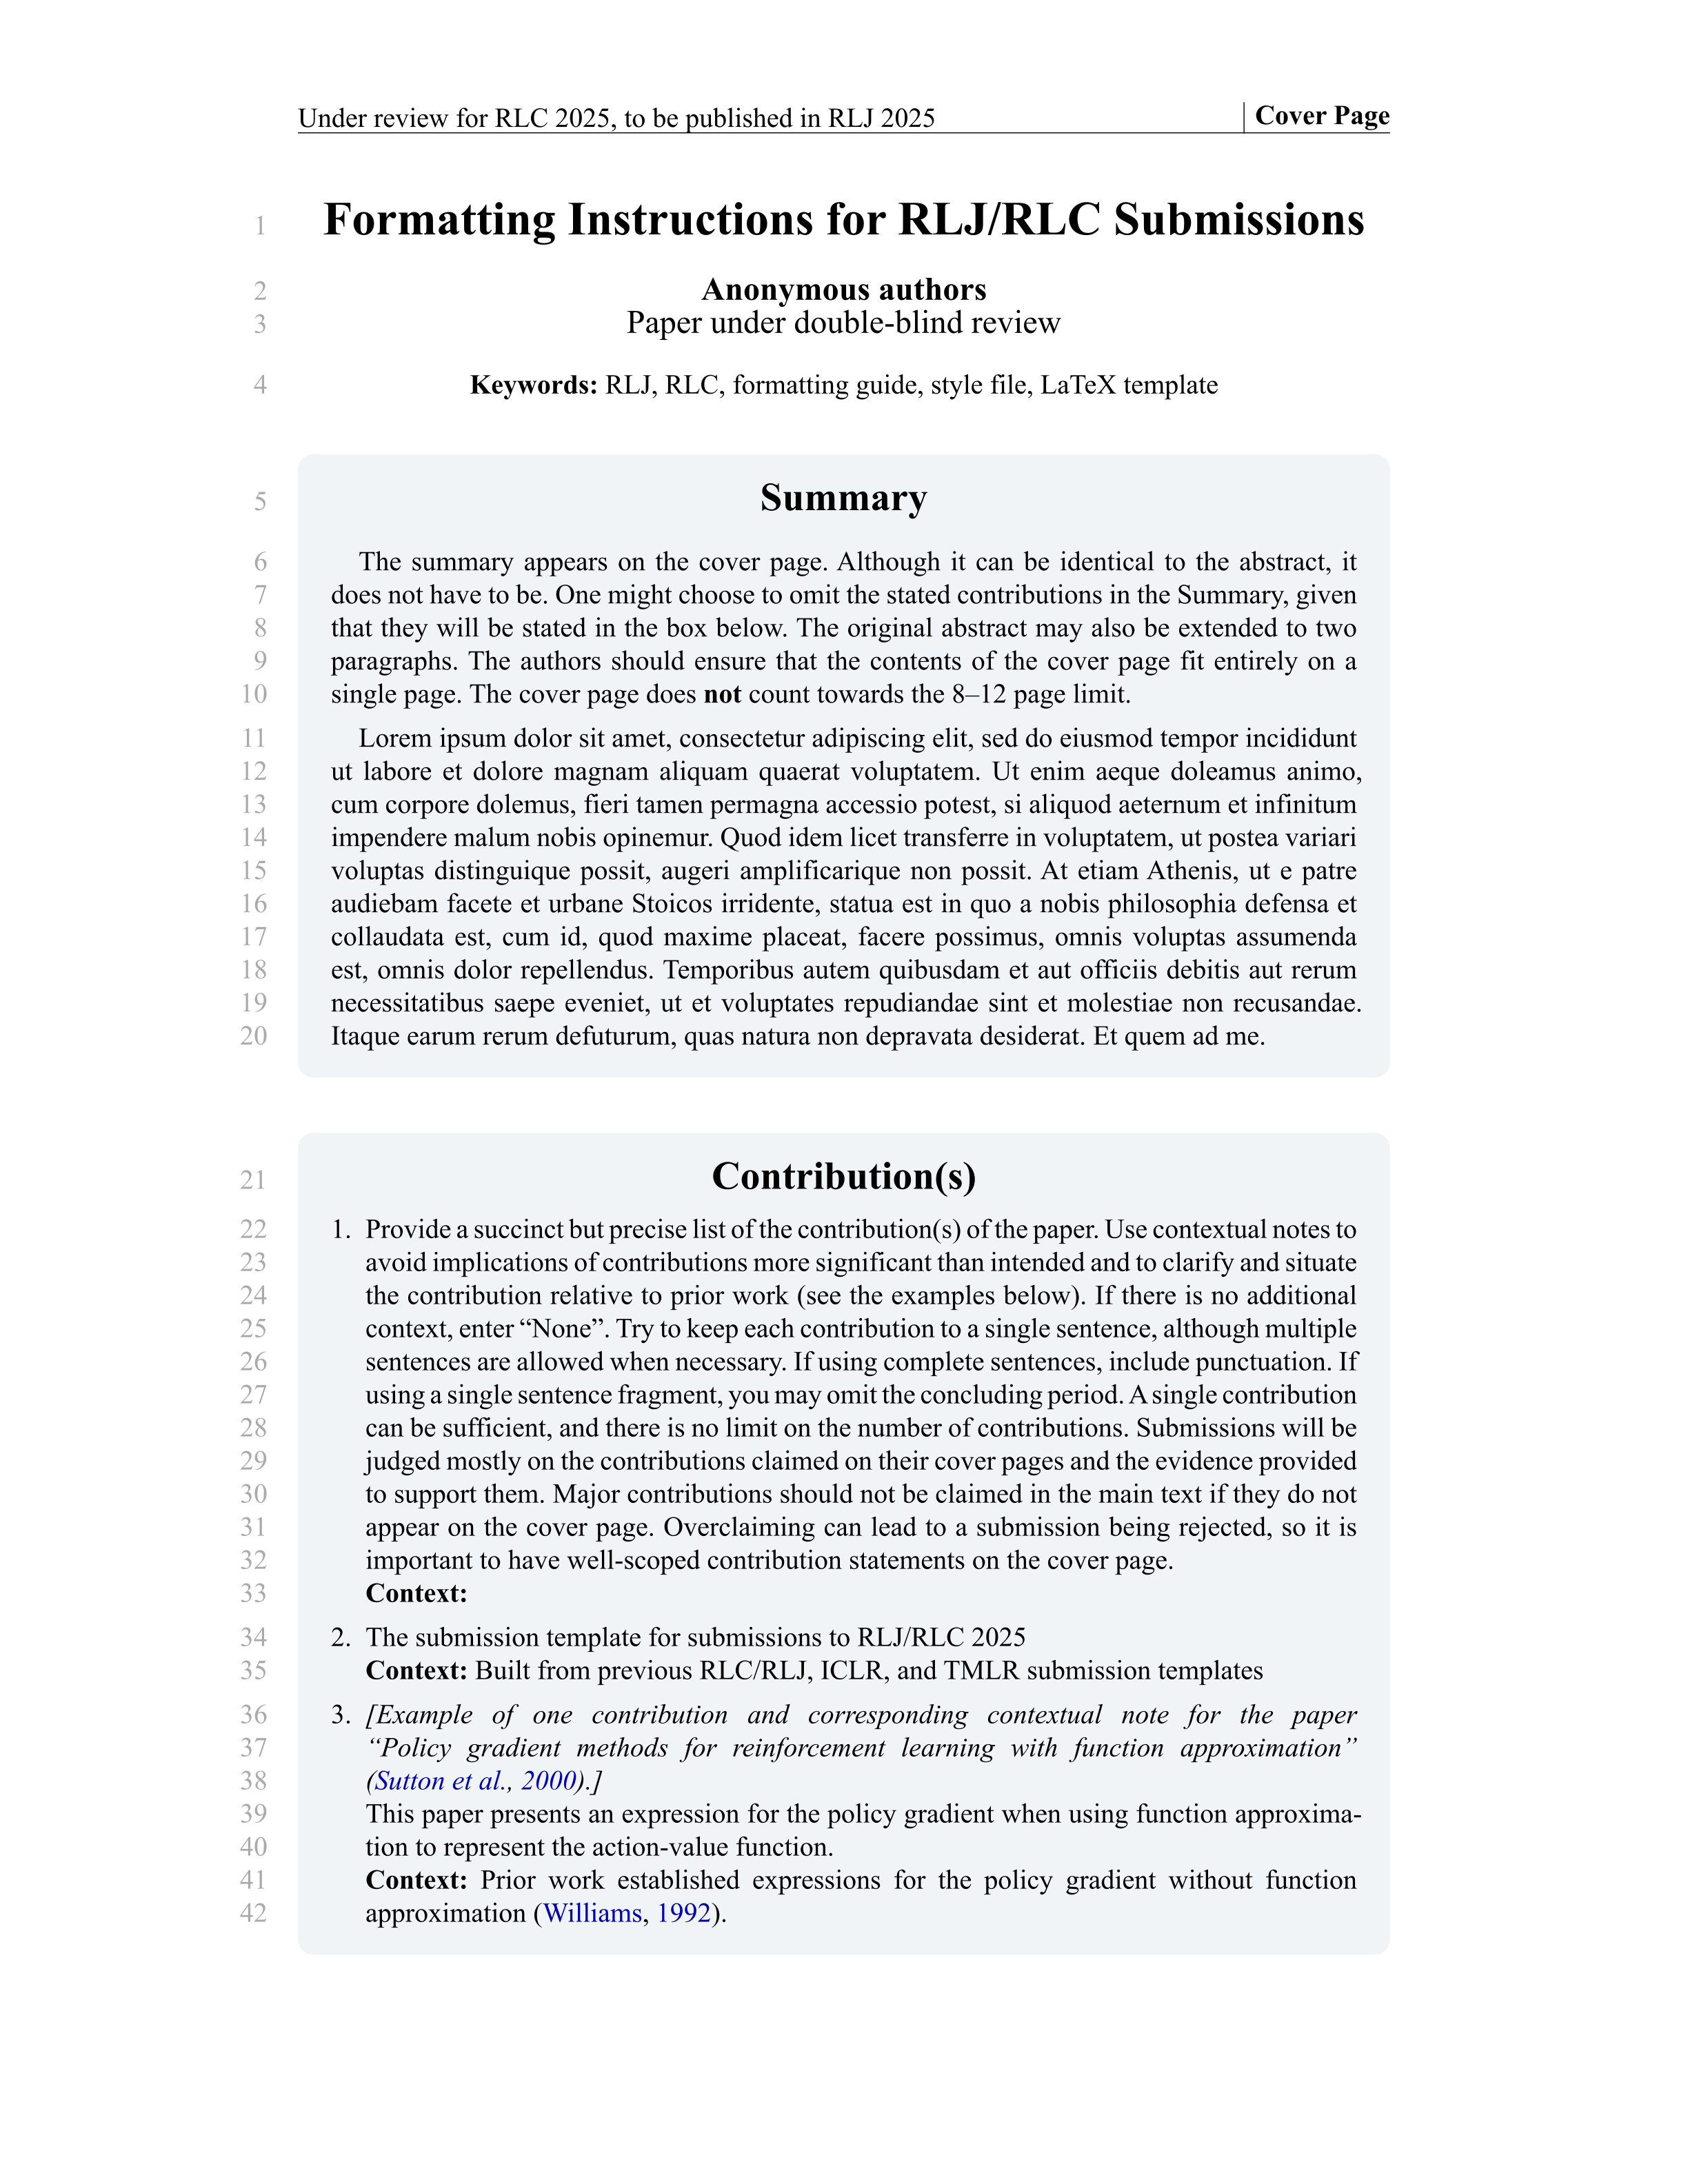 Under review for RLC 2025, to be published in RLJ 2025 Cover Page
1 Formatting Instructions for RLJ/RLC Submissions
2 Anonymous authors
3 Paper under double-blind review
4 Keywords: RLJ, RLC, formatting guide, style file, LaTeX template
5 Summary
6 The summary appears on the cover page. Although it can be identical to the abstract, it
7 does not have to be. One might choose to omit the stated contributions in the Summary, given
8 that they will be stated in the box below. The original abstract may also be extended to two
9 paragraphs. The authors should ensure that the contents of the cover page fit entirely on a
10 single page. The cover page does not count towards the 8–12 page limit.
11 Lorem ipsum dolor sit amet, consectetur adipiscing elit, sed do eiusmod tempor incididunt
12 ut labore et dolore magnam aliquam quaerat voluptatem. Ut enim aeque doleamus animo,
13 cum corpore dolemus, fieri tamen permagna accessio potest, si aliquod aeternum et infinitum
14 impendere malum nobis opinemur. Quod idem licet transferre in voluptatem, ut postea variari
15 voluptas distinguique possit, augeri amplificarique non possit. At etiam Athenis, ut e patre
16 audiebam facete et urbane Stoicos irridente, statua est in quo a nobis philosophia defensa et
17 collaudata est, cum id, quod maxime placeat, facere possimus, omnis voluptas assumenda
18 est, omnis dolor repellendus. Temporibus autem quibusdam et aut officiis debitis aut rerum
19 necessitatibus saepe eveniet, ut et voluptates repudiandae sint et molestiae non recusandae.
20 Itaque earum rerum defuturum, quas natura non depravata desiderat. Et quem ad me.
21 Contribution(s)
22 1. Provide a succinct but precise list of the contribution(s) of the paper. Use contextual notes to
23 avoid implications of contributions more significant than intended and to clarify and situate
24 the contribution relative to prior work (see the examples below). If there is no additional
25 context, enter “None”. Try to keep each contribution to a single sentence, although multiple
26 sentences are allowed when necessary. If using complete sentences, include punctuation. If
27 using a single sentence fragment, you may omit the concluding period. A single contribution
28 can be sufficient, and there is no limit on the number of contributions. Submissions will be
29 judged mostly on the contributions claimed on their cover pages and the evidence provided
30 to support them. Major contributions should not be claimed in the main text if they do not
31 appear on the cover page. Overclaiming can lead to a submission being rejected, so it is
32 important to have well-scoped contribution statements on the cover page.
33 Context:
34 2. The submission template for submissions to RLJ/RLC 2025
35 Context: Built from previous RLC/RLJ, ICLR, and TMLR submission templates
36 3. [Example of one contribution and corresponding contextual note for the paper
37 “Policy gradient methods for reinforcement learning with function approximation”
38 (Sutton et al., 2000).]
39 This paper presents an expression for the policy gradient when using function approxima-
40 tion to represent the action-value function.
41 Context: Prior work established expressions for the policy gradient without function
42 approximation (Williams, 1992).